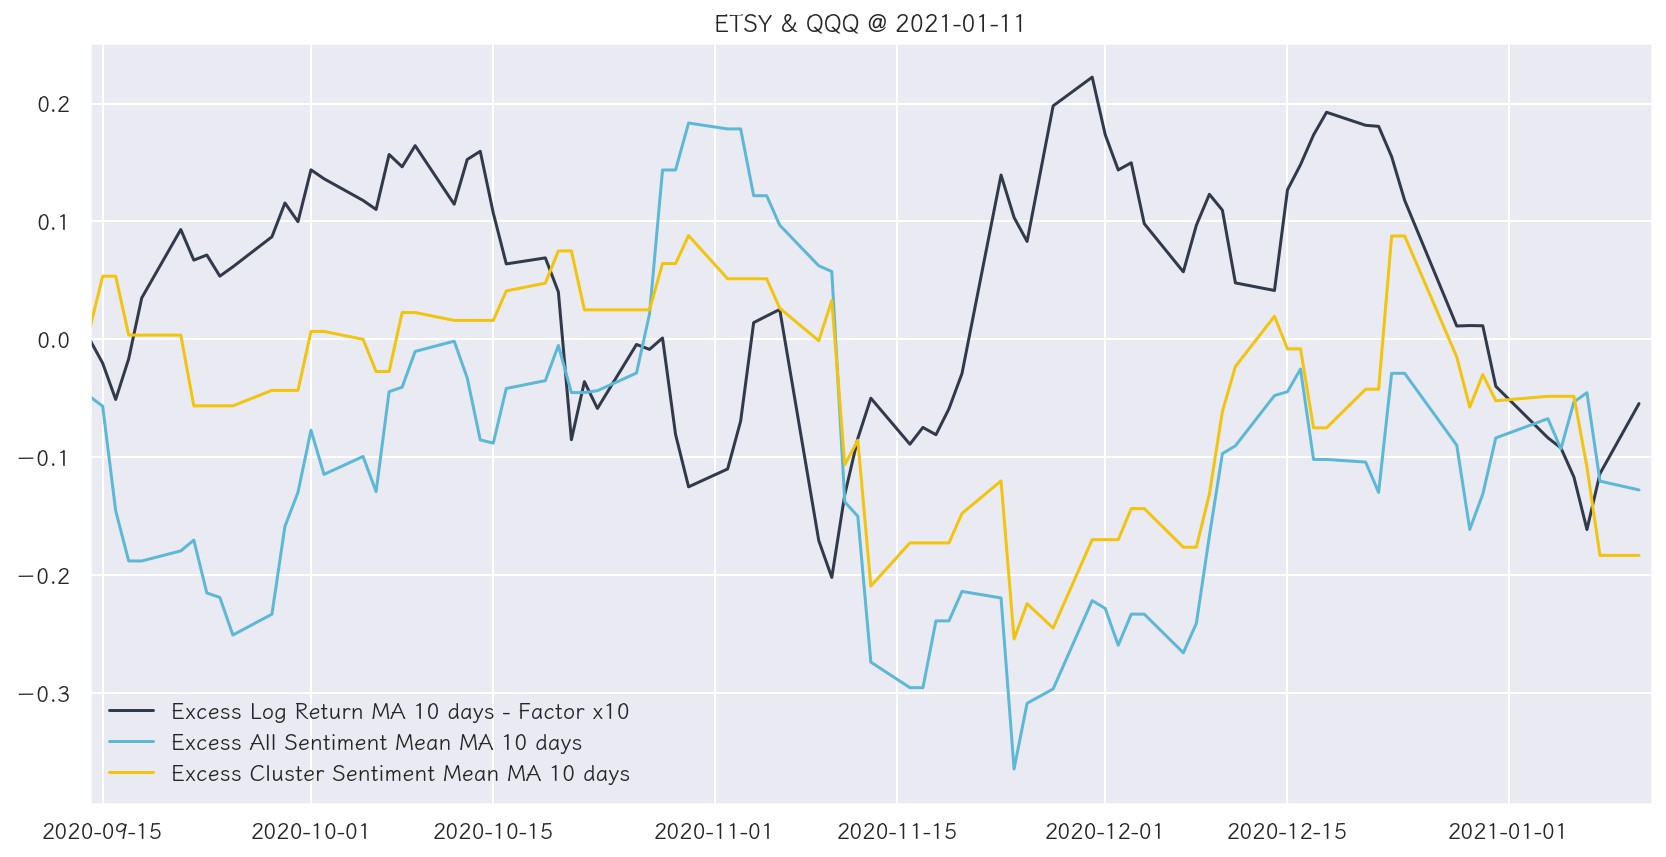 ETSY & QQQ @ 2021-01-11
0.2
0.1
0.0
−0.1
−0.2
−0.3
Excess Log Return MA 10 days - Factor x10
Excess All Sentiment Mean MA 10 days
Excess Cluster Sentiment Mean MA 10 days
2020-09-15 2020-10-01 2020-10-15 2020-11-01 2020-11-15 2020-12-01 2020-12-15 2021-01-01